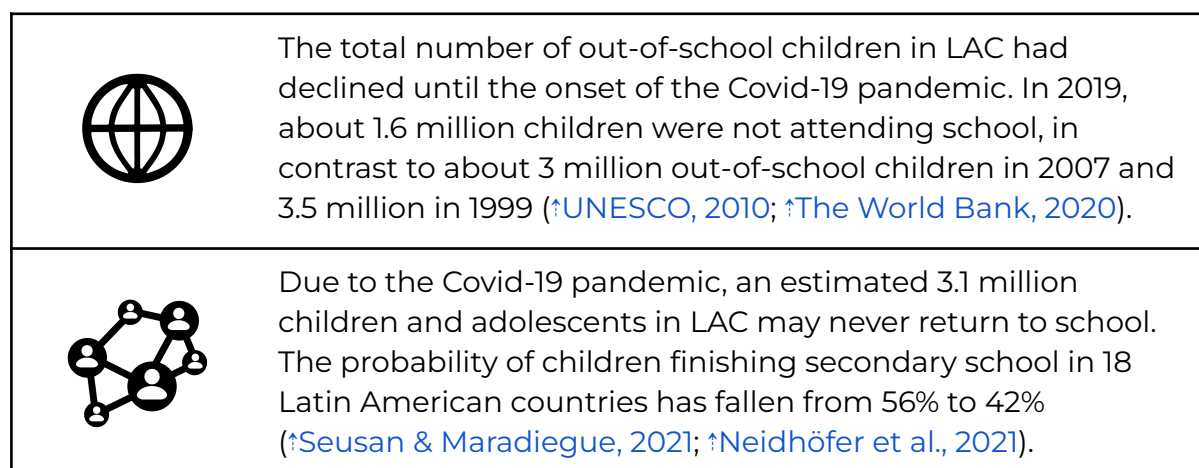 The total number of out-of-school children in LAC had
declined until the onset of the Covid-19 pandemic. In 2019,
about 1.6 million children were not attending school, in
contrast to about 3 million out-of-school children in 2007 and
3.5 million in 1999 (⇡UNESCO, 2010; ⇡The World Bank, 2020).
Due to the Covid-19 pandemic, an estimated 3.1 million
children and adolescents in LAC may never return to school.
The probability of children finishing secondary school in 18
Latin American countries has fallen from 56% to 42%
(⇡Seusan & Maradiegue, 2021; ⇡Neidhöfer et al., 2021).